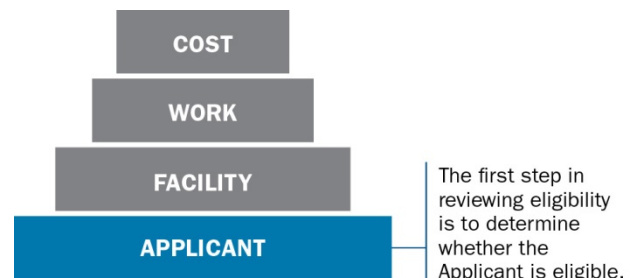 COST
WORK
FACILITY
APPLICANT
The first step in
reviewing eligibility
is to determine
whether the
Applicant is eligible.